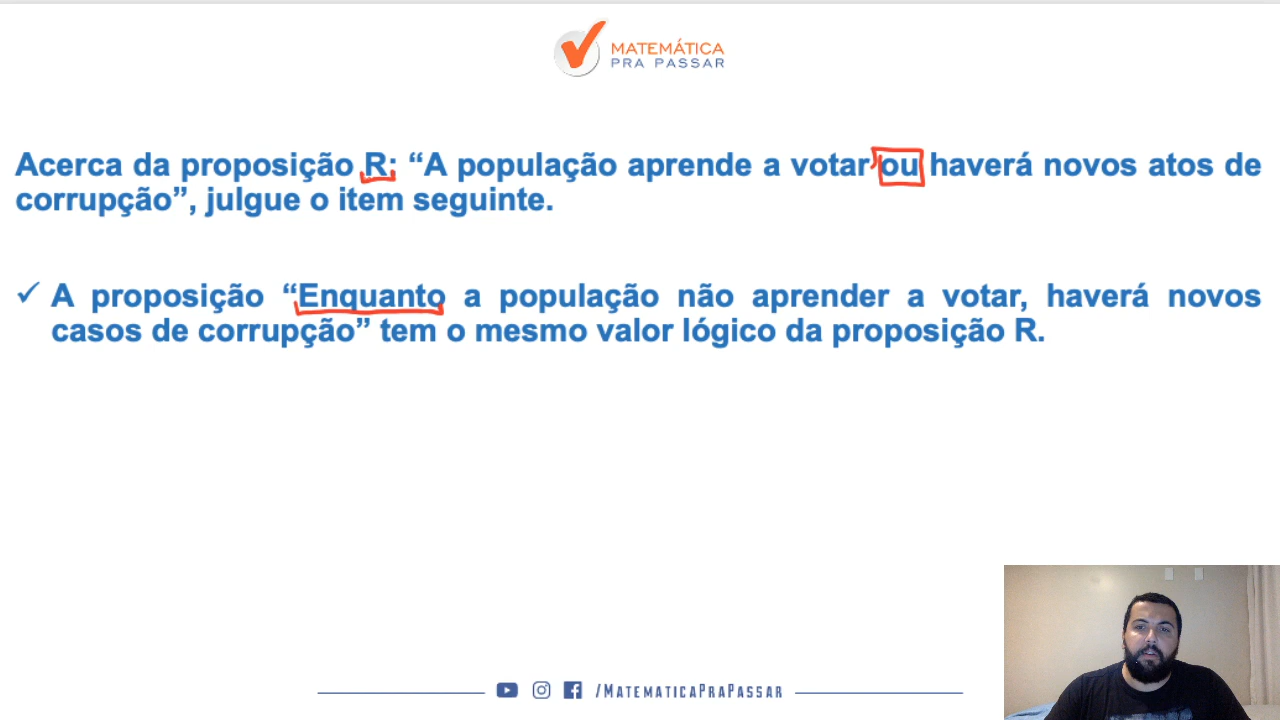 MATEMÁTICA
PRA PASSAR
Acerca da proposição R: “A população aprende a votar ou haverá novos atos de
corrupção”, julgue o item seguinte.
✓ A proposição “Enquanto a população não aprender a votar, haverá novos
casos de corrupção” tem o mesmo valor lógico da proposição R.
/MATEMATICAPRAPASSAR